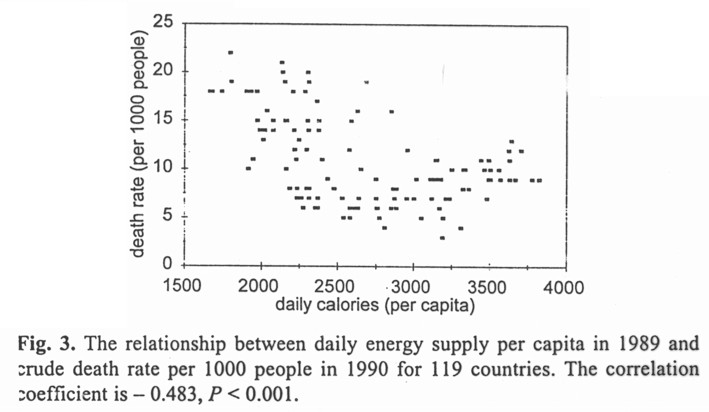 25
20
15
10
5
0
death rate (per 1000 people)
1500 2000 2500 3000 3500 4000
daily calories (per capita)
Fig. 3. The relationship between daily energy supply per capita in 1989 and
crude death rate per 1000 people in 1990 for 119 countries. The correlation
coefficient is – 0.483, P < 0.001.